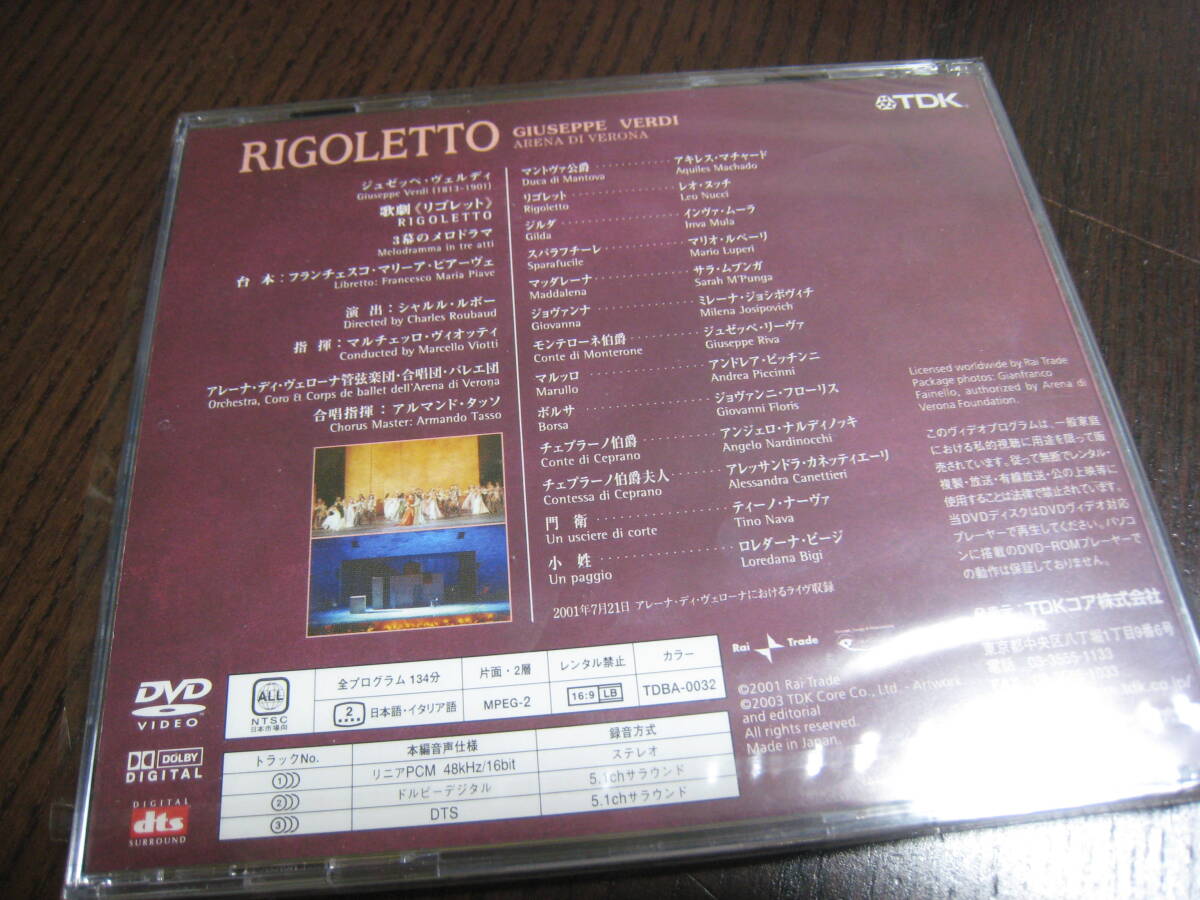 RIGOLETTO GIUSEPPE VERDI
ARENA DI VERONA
TDK
ジュゼッペ・ヴェルディ
Giuseppe Verdi (1813-1901)
歌劇《リゴレット》
RIGOLETTO
3幕のメロドラマ
Melodramma in tre atti
台 本：フランチェスコ・マリーア・ピアーヴェ
Libretto: Francesco Maria Piave
演 出：シャルル・ルボー
Directed by Charles Roubaud
指 揮：マルチェッロ・ヴィオッティ
Conducted by Marcello Viotti
アレーナ・ディ・ヴェローナ管弦楽団・合唱団・バレエ団
Orchestra, Coro & Corps de ballet dell'Arena di Verona
合唱指揮：アルマンド・タッソ
Chorus Master: Armando Tasso
マントヴァ公爵 アキレス・マチャード
Duca di Mantova Aquiles Machado
リゴレット レオ・ヌッチ
Rigoletto Leo Nucci
ジルダ インヴァ・ムーラ
Gilda Inva Mula
スパラフチーレ マリオ・ルペーリ
Sparafucile Mario Luperi
マッダレーナ サラ・ムプンガ
Maddalena Sarah M'Punga
ジョヴァンナ ミレーナ・ジョシポヴィチ
Giovanna Milena Josipovich
モンテローネ伯爵 ジュゼッペ・リーヴァ
Conte di Monterone Giuseppe Riva
マルッロ アンドレア・ピッチンニ
Marullo Andrea Piccinni
ボルサ ジョヴァンニ・フローリス
Borsa Giovanni Floris
チェプラーノ伯爵 アンジェロ・ナルディノッキ
Conte di Ceprano Angelo Nardinocchi
チェプラーノ伯爵夫人 アレッサンドラ・カネッティエーリ
Contessa di Ceprano Alessandra Canettieri
門 衛 ティーノ・ナーヴァ
Un usciere di corte Tino Nava
小 姓 ロレダーナ・ビージ
Un paggio Loredana Bigi
2001年7月21日 アレーナ・ディ・ヴェローナにおけるライヴ収録
Licensed worldwide by Rai Trade
Package photos: Gianfranco
Fainello, authorized by Arena di
Verona Foundation.
このヴィデオプログラムは、一般家庭
における私的視聴に用途を限って販
売されています。従って無断でレンタル・
複製・放送・有線放送・公の上映等に
使用することは法律で禁止されています。
当DVDディスクはDVDヴィデオ対応
プレーヤーで再生してください。パソコ
ンに搭載のDVD-ROMプレーヤーで
の動作は保証しておりません。
TDKコア株式会社
東京都中央区八丁堀1丁目9番6号
1133
1033
tdk.co.jp/
Rai Trade
©2001 Rai Trade
©2003 TDK Core Co., Ltd. - Artwork
and editorial
All rights reserved.
Made in Japan.
DVD
VIDEO
DOLBY
DIGITAL
DIGITAL
dts
SURROUND
ALL
NTSC
日本市場向
全プログラム 134分
2 日本語・イタリア語
片面・2層
MPEG-2
レンタル禁止
16:9 LB
カラー
TDBA-0032
トラックNo. 本編音声仕様 録音方式
1 リニアPCM 48kHz/16bit ステレオ
2 ドルビーデジタル 5.1chサラウンド
3 DTS 5.1chサラウンド